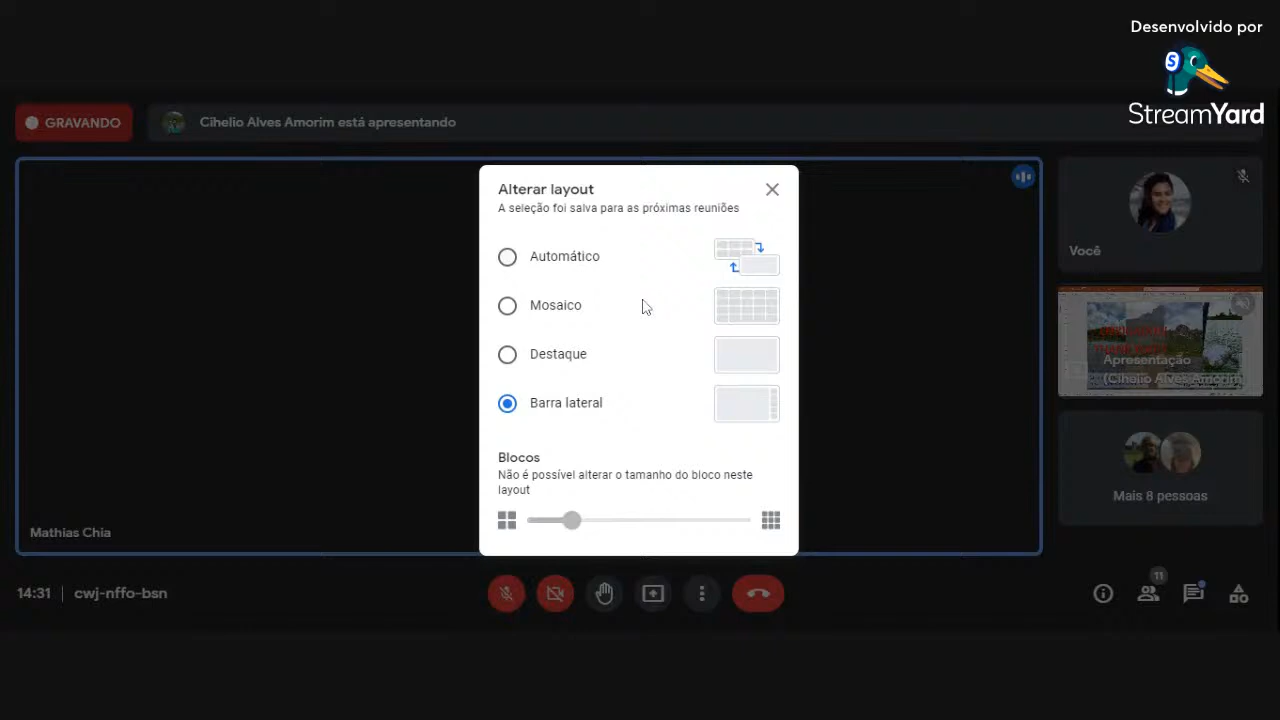 Desenvolvido por
StreamYard
GRAVANDO
Cihelio Alves Amorim está apresentando
Alterar layout
A seleção foi salva para as próximas reuniões
Automático
Mosaico
Destaque
Barra lateral
Blocos
Não é possível alterar o tamanho do bloco neste
layout
Você
Apresentação
(Cihelio Alves Amorim
Mais 8 pessoas
Mathias Chia
14:31 | cwj-nffo-bsn
11